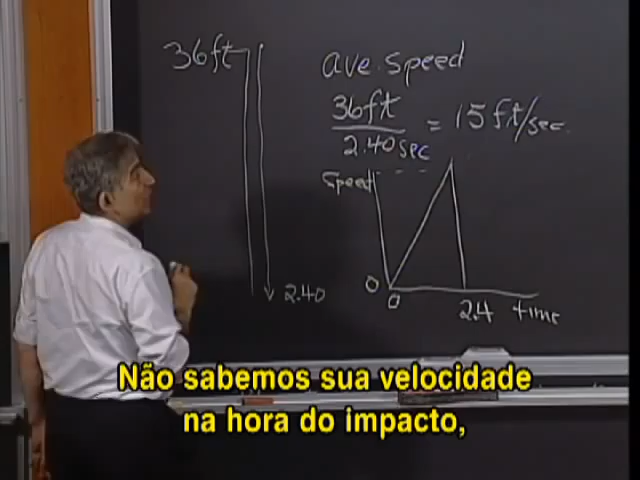 36ft
ave. speed
36ft
2.40 sec
= 15 ft/sec.
speed
0
0
2.4 time
2.40
Não sabemos sua velocidade
na hora do impacto,